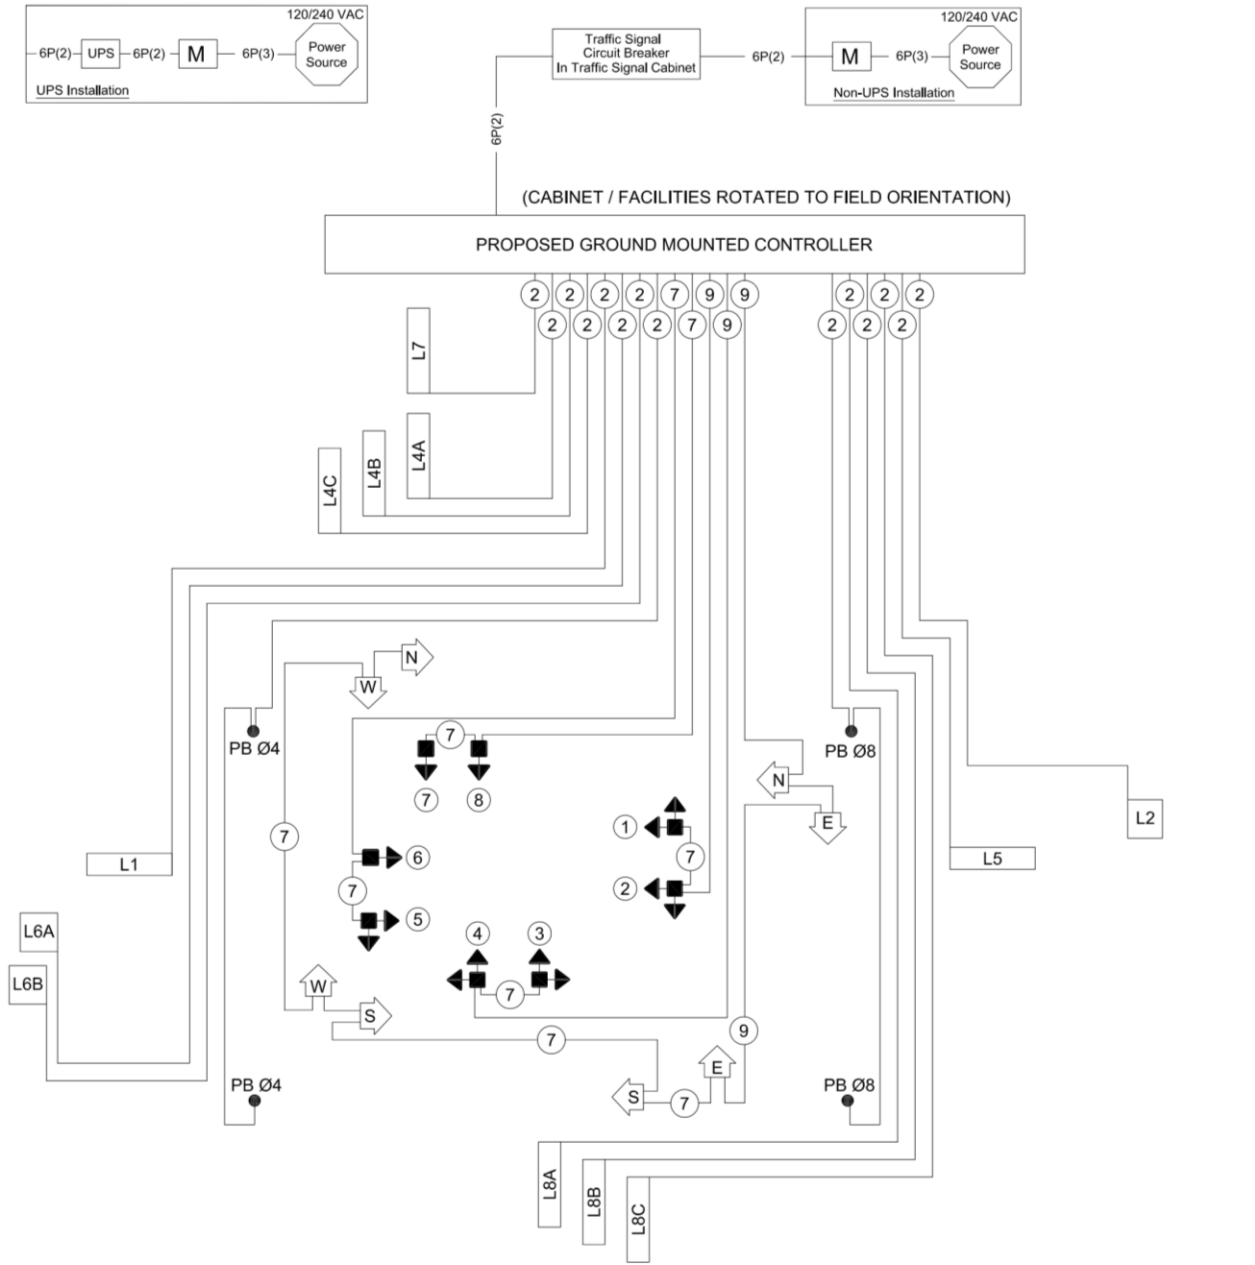 120/240 VAC
6P(2) UPS 6P(2) M 6P(3) Power
Source
UPS Installation
Traffic Signal
Circuit Breaker
In Traffic Signal Cabinet
6P(2)
120/240 VAC
M 6P(3) Power
Source
Non-UPS Installation
6P(2)
(CABINET / FACILITIES ROTATED TO FIELD ORIENTATION)
PROPOSED GROUND MOUNTED CONTROLLER
2 2 2 2 7 9 9 2 2 2
2 2 2 2 7 9 2 2 2
L7
L4A
L4B
L4C
N
W
PB Ø4
7
7 8
PB Ø8
N
E
L2
1
7
2
L1
L5
7
6
7
5
L6A
L6B
4 3
7
W
S
7
9
E
S
7
PB Ø4
PB Ø8
L8A
L8B
L8C